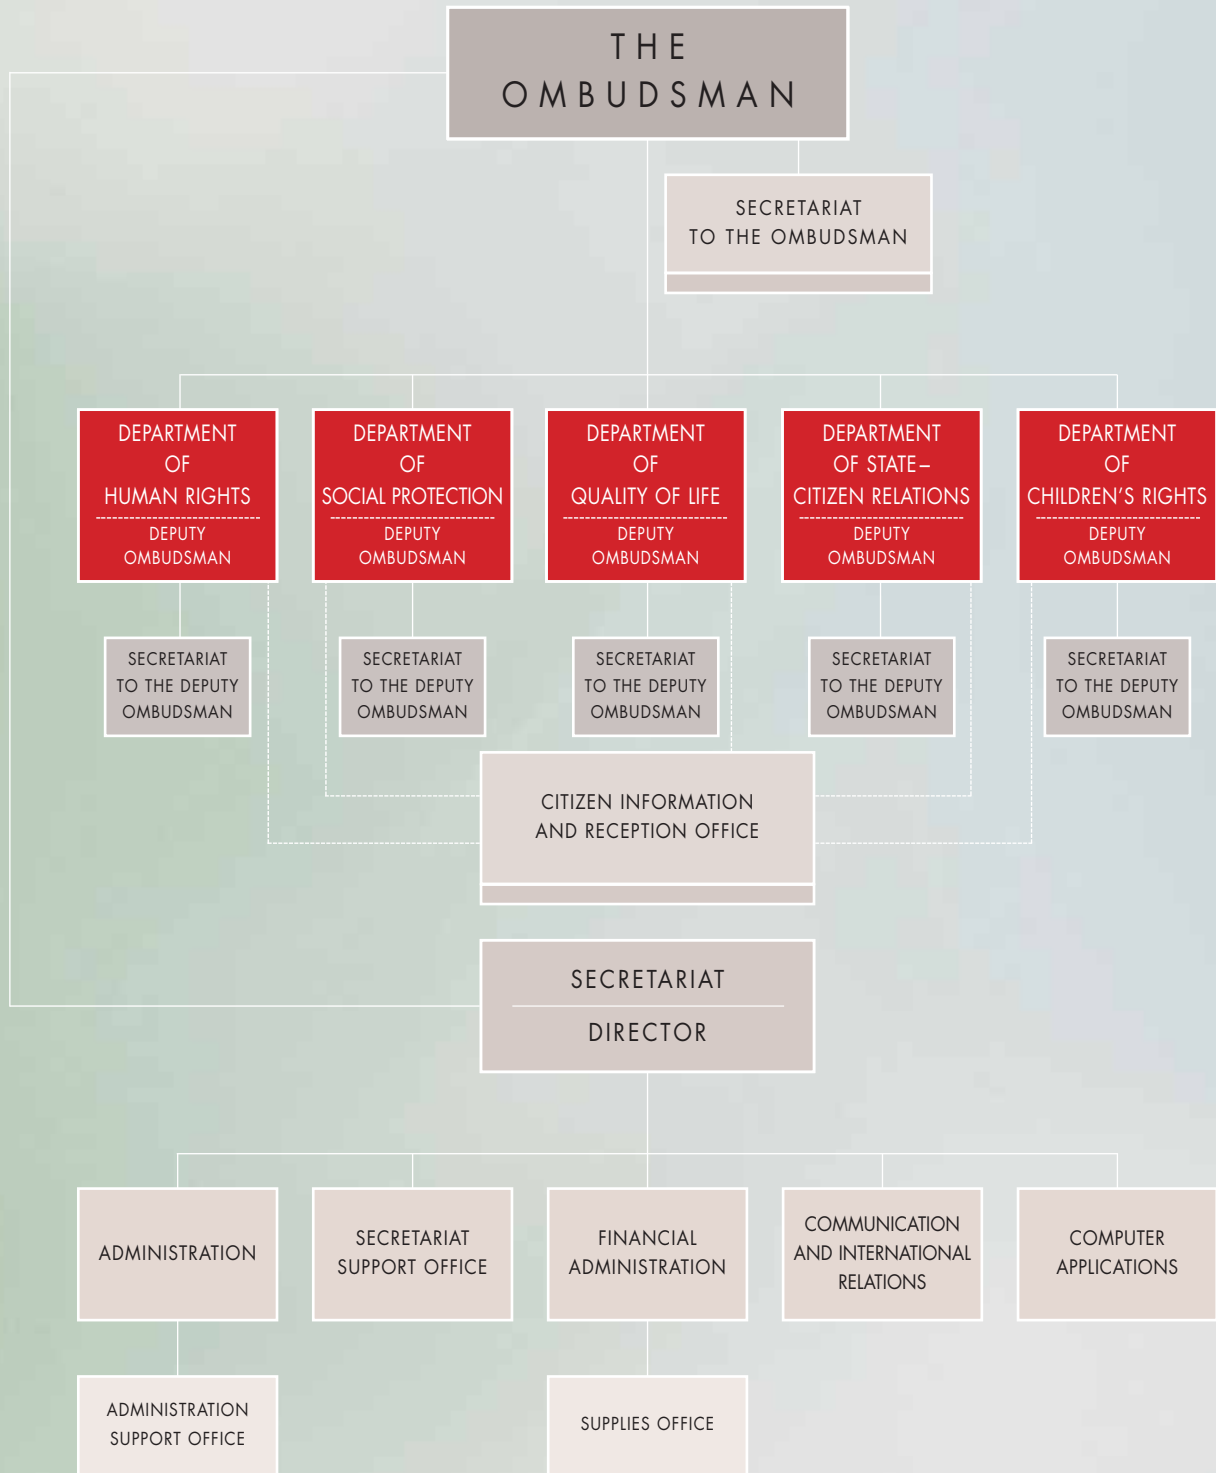 THE
OMBUDSMAN
SECRETARIAT
TO THE OMBUDSMAN
DEPARTMENT
OF
HUMAN RIGHTS
DEPUTY
OMBUDSMAN
DEPARTMENT
OF
SOCIAL PROTECTION
DEPUTY
OMBUDSMAN
DEPARTMENT
OF
QUALITY OF LIFE
DEPUTY
OMBUDSMAN
DEPARTMENT
OF STATE–
CITIZEN RELATIONS
DEPUTY
OMBUDSMAN
DEPARTMENT
OF
CHILDREN’S RIGHTS
DEPUTY
OMBUDSMAN
SECRETARIAT
TO THE DEPUTY
OMBUDSMAN
SECRETARIAT
TO THE DEPUTY
OMBUDSMAN
SECRETARIAT
TO THE DEPUTY
OMBUDSMAN
SECRETARIAT
TO THE DEPUTY
OMBUDSMAN
SECRETARIAT
TO THE DEPUTY
OMBUDSMAN
CITIZEN INFORMATION
AND RECEPTION OFFICE
SECRETARIAT
DIRECTOR
ADMINISTRATION
SECRETARIAT
SUPPORT OFFICE
FINANCIAL
ADMINISTRATION
COMMUNICATION
AND INTERNATIONAL
RELATIONS
COMPUTER
APPLICATIONS
ADMINISTRATION
SUPPORT OFFICE
SUPPLIES OFFICE